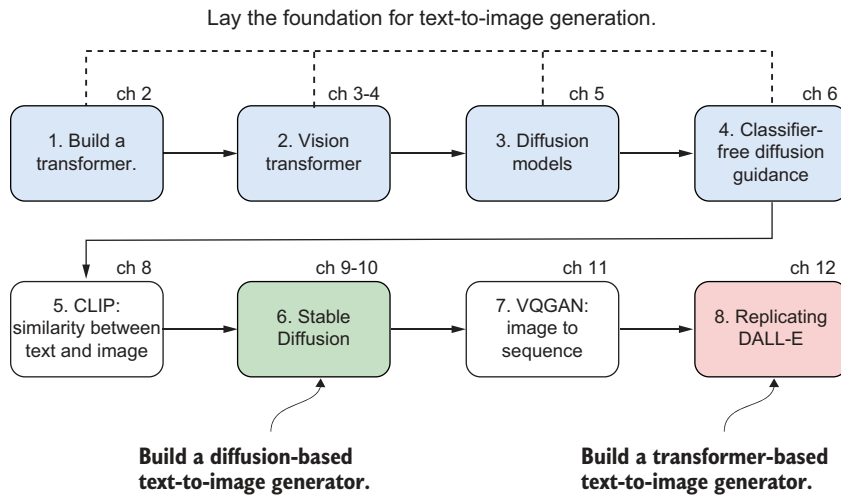 Lay the foundation for text-to-image generation.
ch 2
ch 3-4
ch 5
ch 6
1. Build a
transformer.
2. Vision
transformer
3. Diffusion
models
4. Classifier-
free diffusion
guidance
ch 8
ch 9-10
ch 11
ch 12
5. CLIP:
similarity between
text and image
6. Stable
Diffusion
7. VQGAN:
image to
sequence
8. Replicating
DALL-E
Build a diffusion-based
text-to-image generator.
Build a transformer-based
text-to-image generator.